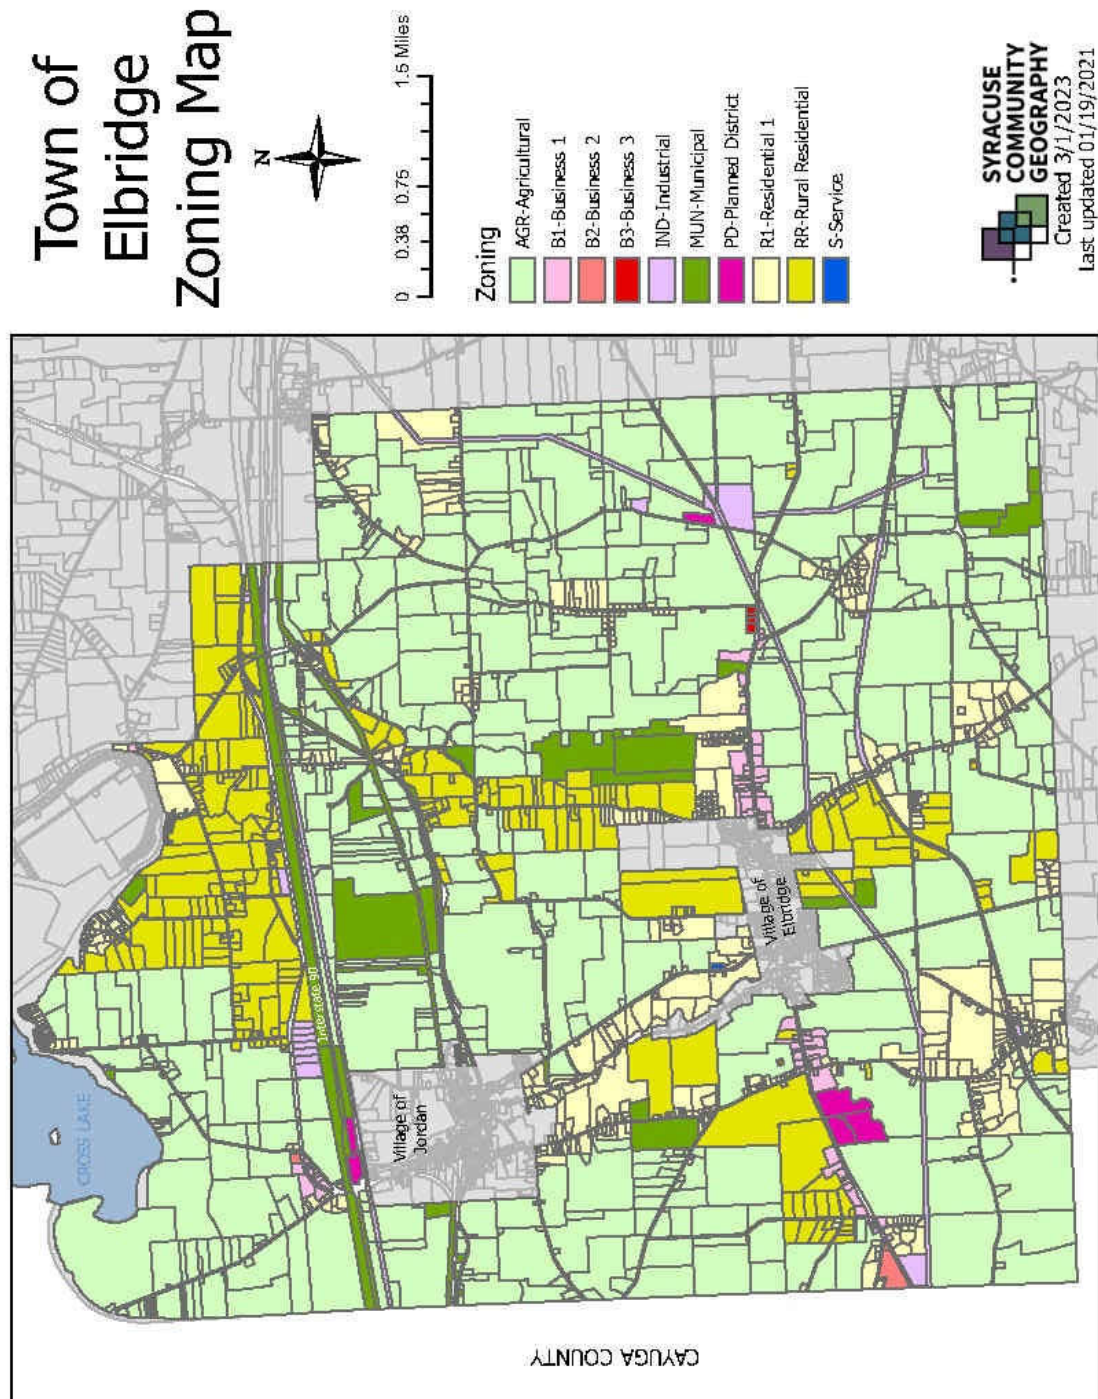 Town of
Elbridge
Zoning Map
N
0 0.38 0.75 1.5 Miles
Zoning
AGR-Agricultural
B1-Business 1
B2-Business 2
B3-Business 3
IND-Industrial
MUN-Municipal
PD-Planned District
R1-Residential 1
RR-Rural Residential
S-Service
SYRACUSE
COMMUNITY
GEOGRAPHY
Created 3/1/2023
Last updated 01/19/2021
CROSS LAKE
Interstate 90
Village of
Jordan
Village of
Elbridge
CAYUGA COUNTY